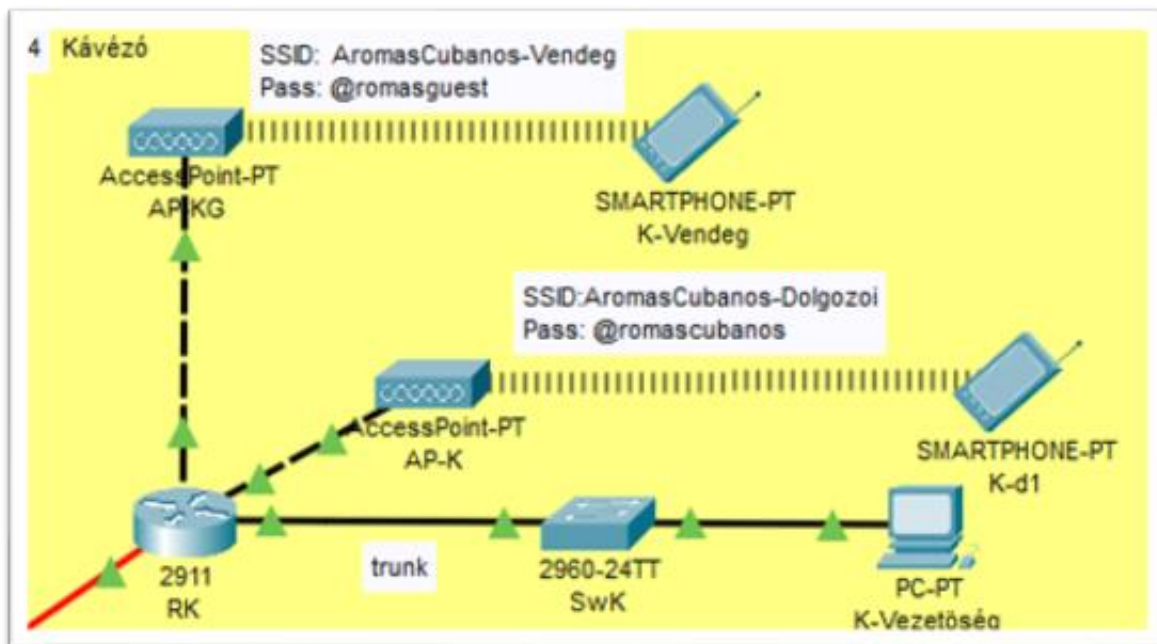 4 Kávézó
SSID: AromasCubanos-Vendeg
Pass: @romasguest
AccessPoint-PT
AP-KG
SMARTPHONE-PT
K-Vendeg
SSID:AromasCubanos-Dolgozoi
Pass: @romascubanos
AccessPoint-PT
AP-K
SMARTPHONE-PT
K-d1
2911
RK
trunk
2960-24TT
SwK
PC-PT
K-Vezetöség